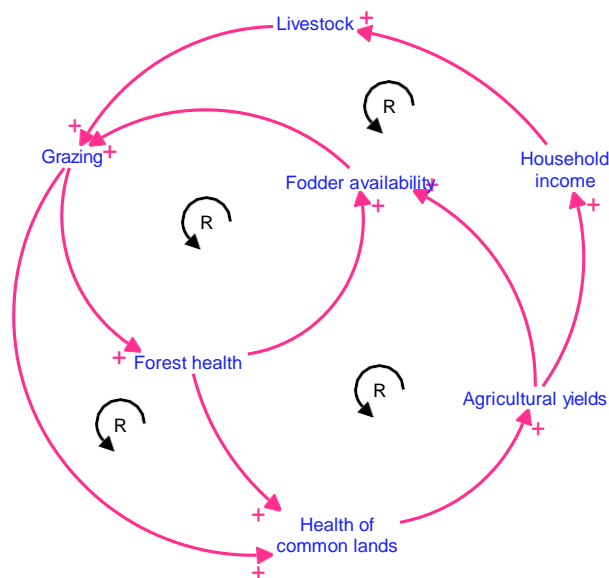 Livestock
+
R
+
Grazing
+
Household
income
Fodder availability
+
+
+
R
+
Forest health
R
Agricultural yields
R
+
+
Health of
common lands
+